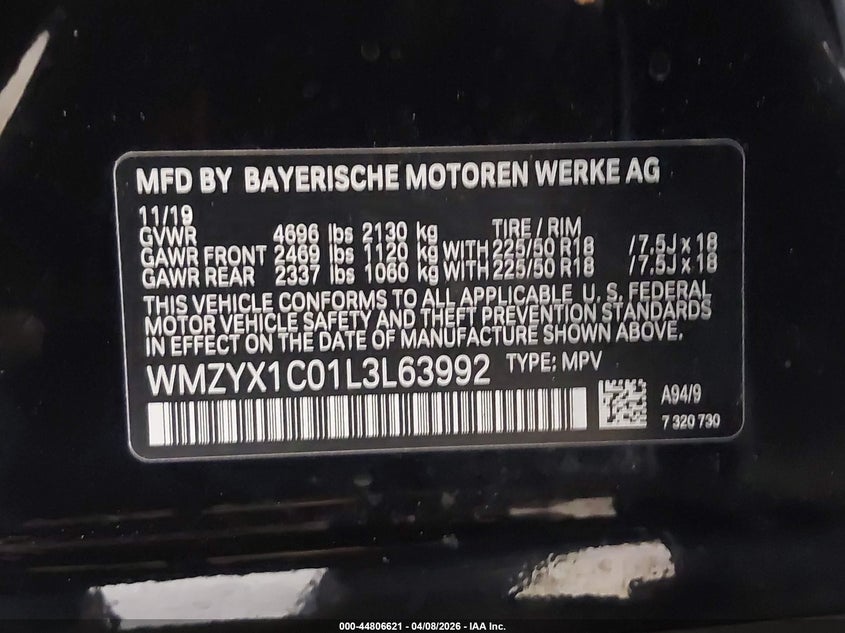 MFD BY BAYERISCHE MOTOREN WERKE AG
11/19
TIRE / RIM
GVWR 4696 lbs 2130 kg
GAWR FRONT 2469 lbs 1120 kg WITH 225/50 R18 /7.5J x 18
GAWR REAR 2337 lbs 1060 kg WITH 225/50 R18 /7.5J x 18
THIS VEHICLE CONFORMS TO ALL APPLICABLE U.S. FEDERAL
MOTOR VEHICLE SAFETY AND THEFT PREVENTION STANDARDS
IN EFFECT ON THE DATE OF MANUFACTURE SHOWN ABOVE.
WMZYX1C01L3L63992 TYPE: MPV
A94/9
7 320 730
000-44806621 - 04/08/2026 - IAA Inc.